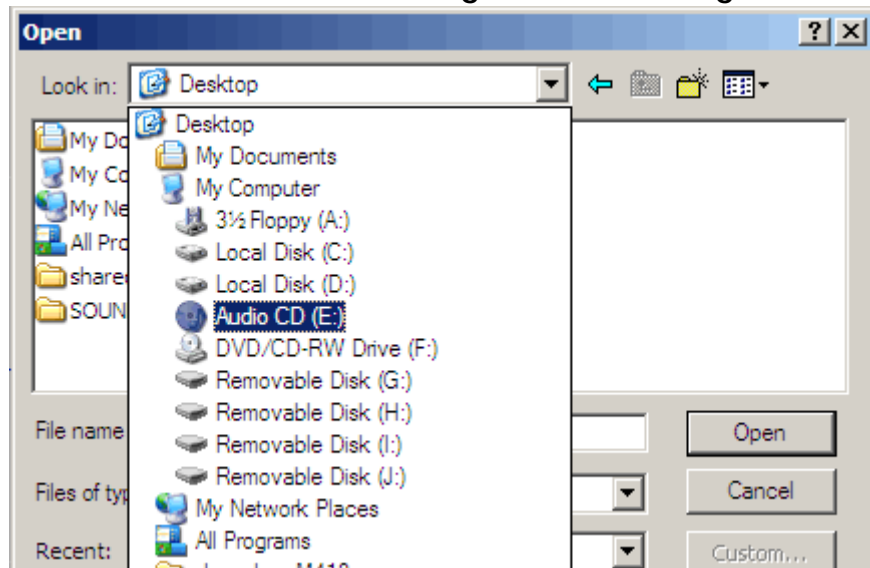 Open
Look in: Desktop
Desktop
My Documents
My Computer
3½ Floppy (A:)
Local Disk (C:)
Local Disk (D:)
Audio CD (E:)
DVD/CD-RW Drive (F:)
Removable Disk (G:)
Removable Disk (H:)
Removable Disk (I:)
Removable Disk (J:)
My Network Places
All Programs
My Do
My Co
My Ne
All Pro
share
SOUN
File name
Open
Files of typ
Cancel
Recent:
Custom...